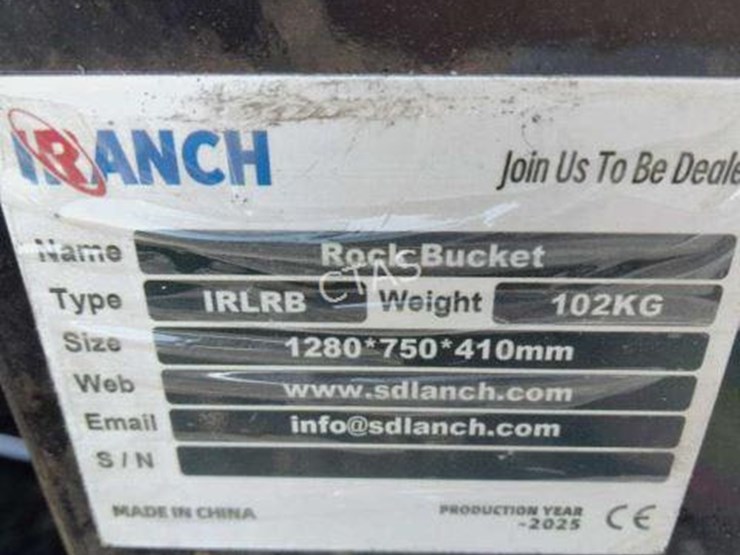 IRANCH
Join Us To Be Deale
Name Rock Bucket
CTAS
Type IRLRB Weight 102KG
Size 1280*750*410mm
Web www.sdlanch.com
Email info@sdlanch.com
S / N
MADE IN CHINA PRODUCTION YEAR
-2025 CE